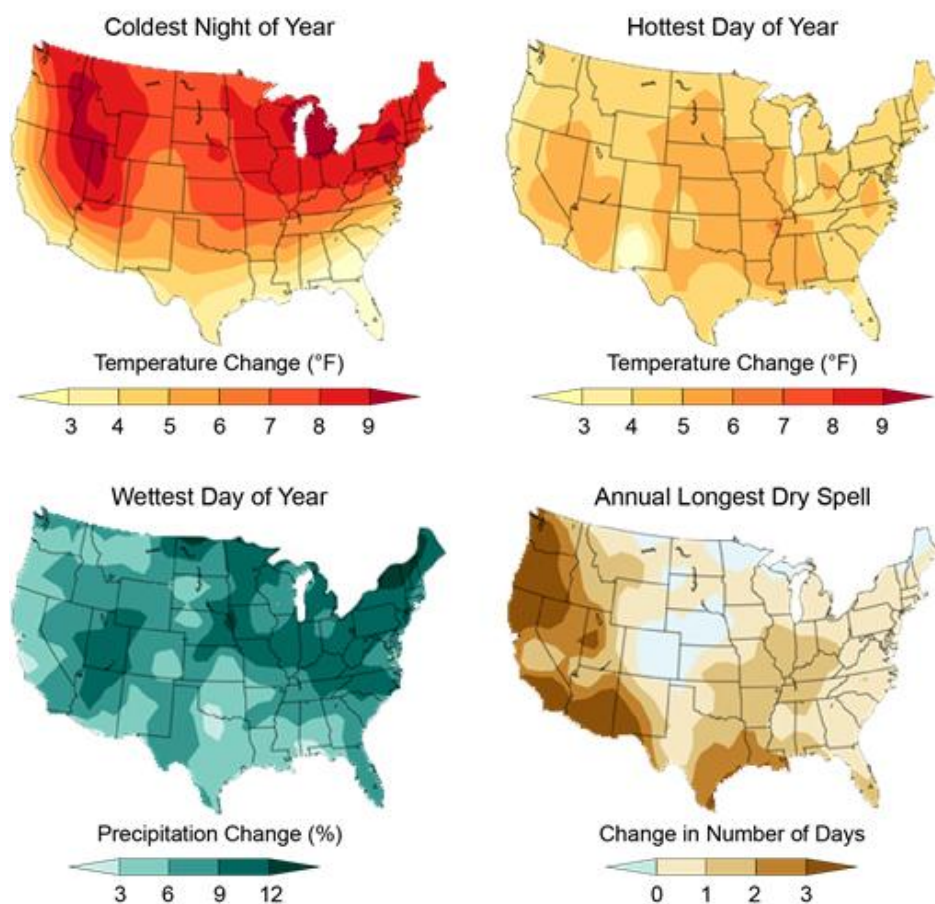 Coldest Night of Year
Hottest Day of Year
Temperature Change (°F)
3 4 5 6 7 8 9
Temperature Change (°F)
3 4 5 6 7 8 9
Wettest Day of Year
Annual Longest Dry Spell
Precipitation Change (%)
3 6 9 12
Change in Number of Days
0 1 2 3